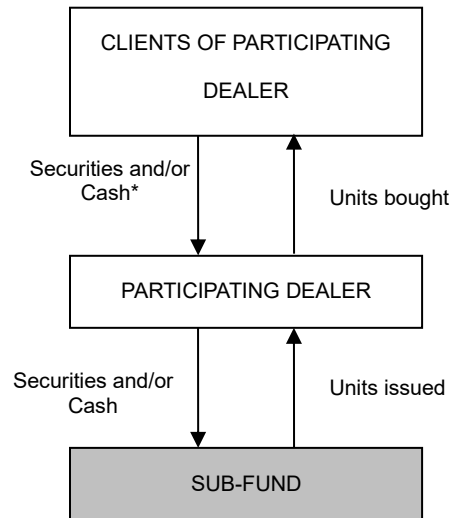 CLIENTS OF PARTICIPATING
DEALER
Securities and/or
Cash*
Units bought
PARTICIPATING DEALER
Securities and/or
Cash
Units issued
SUB-FUND